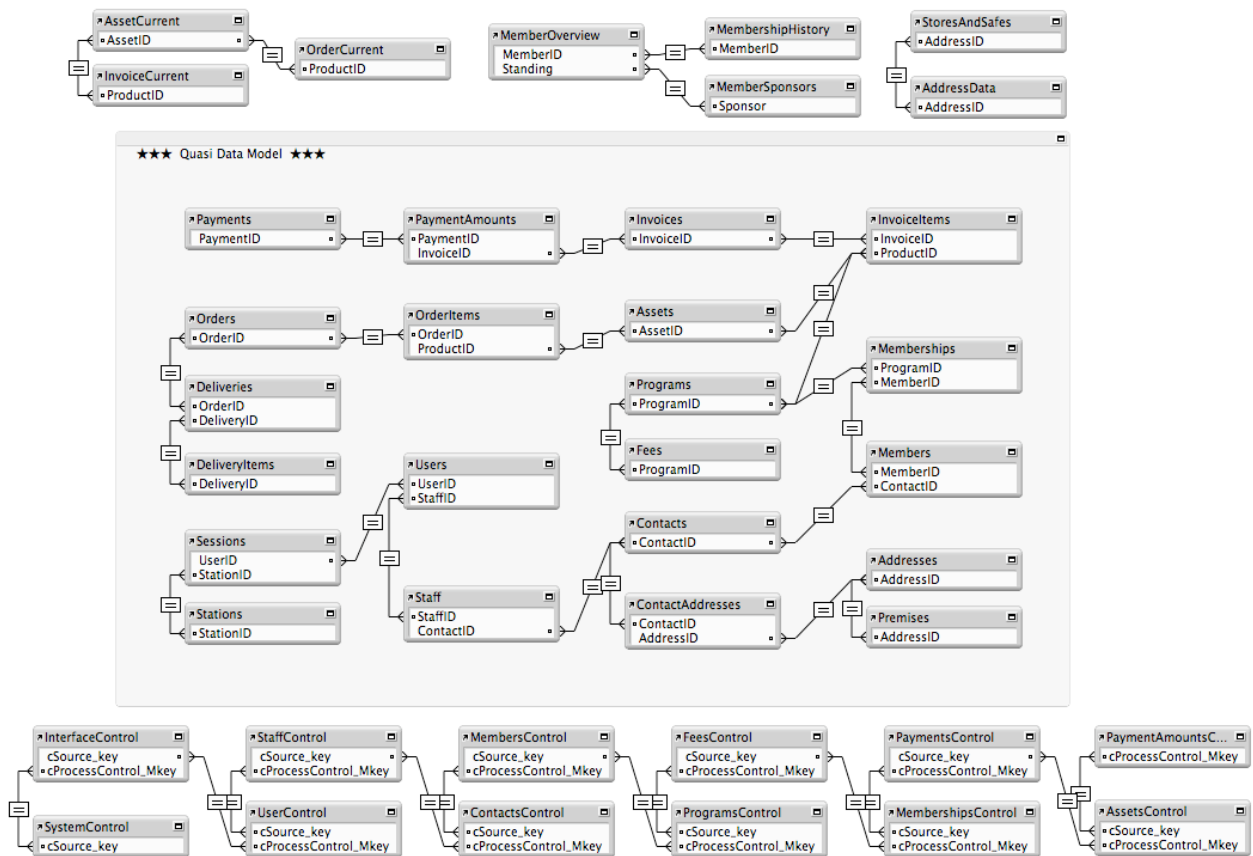 AssetCurrent
AssetID
InvoiceCurrent
ProductID
OrderCurrent
ProductID
MemberOverview
MemberID
Standing
MembershipHistory
MemberID
MemberSponsors
Sponsor
StoresAndSafes
AddressID
AddressData
AddressID
★★★ Quasi Data Model ★★★
Payments
PaymentID
PaymentAmounts
PaymentID
InvoiceID
Invoices
InvoiceID
InvoiceItems
InvoiceID
ProductID
Orders
OrderID
OrderItems
OrderID
ProductID
Assets
AssetID
Deliveries
OrderID
DeliveryID
Programs
ProgramID
Memberships
ProgramID
MemberID
DeliveryItems
DeliveryID
Users
UserID
StaffID
Fees
ProgramID
Members
MemberID
ContactID
Sessions
UserID
StationID
Contacts
ContactID
Addresses
AddressID
Stations
StationID
Staff
StaffID
ContactID
ContactAddresses
ContactID
AddressID
Premises
AddressID
InterfaceControl
cSource_key
cProcessControl_Mkey
SystemControl
cSource_key
StaffControl
cSource_key
cProcessControl_Mkey
UserControl
cSource_key
cProcessControl_Mkey
MembersControl
cSource_key
cProcessControl_Mkey
ContactsControl
cSource_key
cProcessControl_Mkey
FeesControl
cSource_key
cProcessControl_Mkey
ProgramsControl
cSource_key
cProcessControl_Mkey
PaymentsControl
cSource_key
cProcessControl_Mkey
MembershipsControl
cSource_key
cProcessControl_Mkey
PaymentAmountsC...
cProcessControl_Mkey
AssetsControl
cSource_key
cProcessControl_Mkey